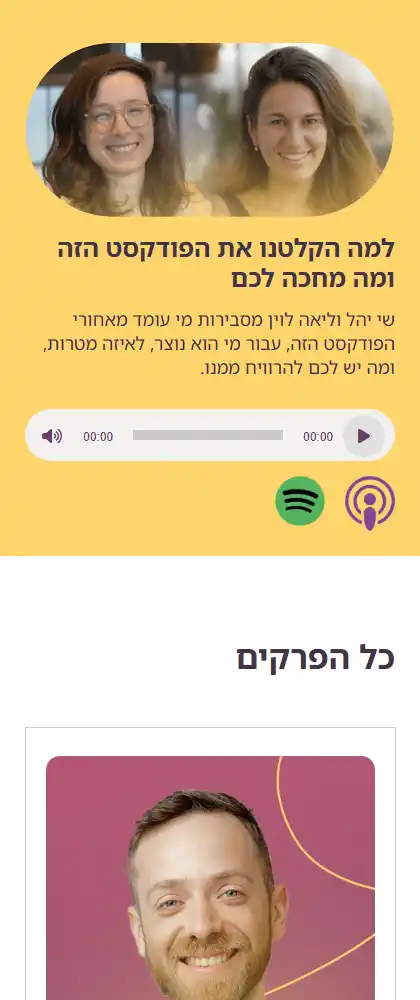 למה הקלטנו את הפודקסט הזה
ומה מחכה לכם
שי יהל וליאה לוין מסבירות מי עומד מאחורי
הפודקסט הזה, עבור מי הוא נוצר, לאיזה מטרות,
ומה יש לכם להרוויח ממנו.
00:00
00:00
כל הפרקים